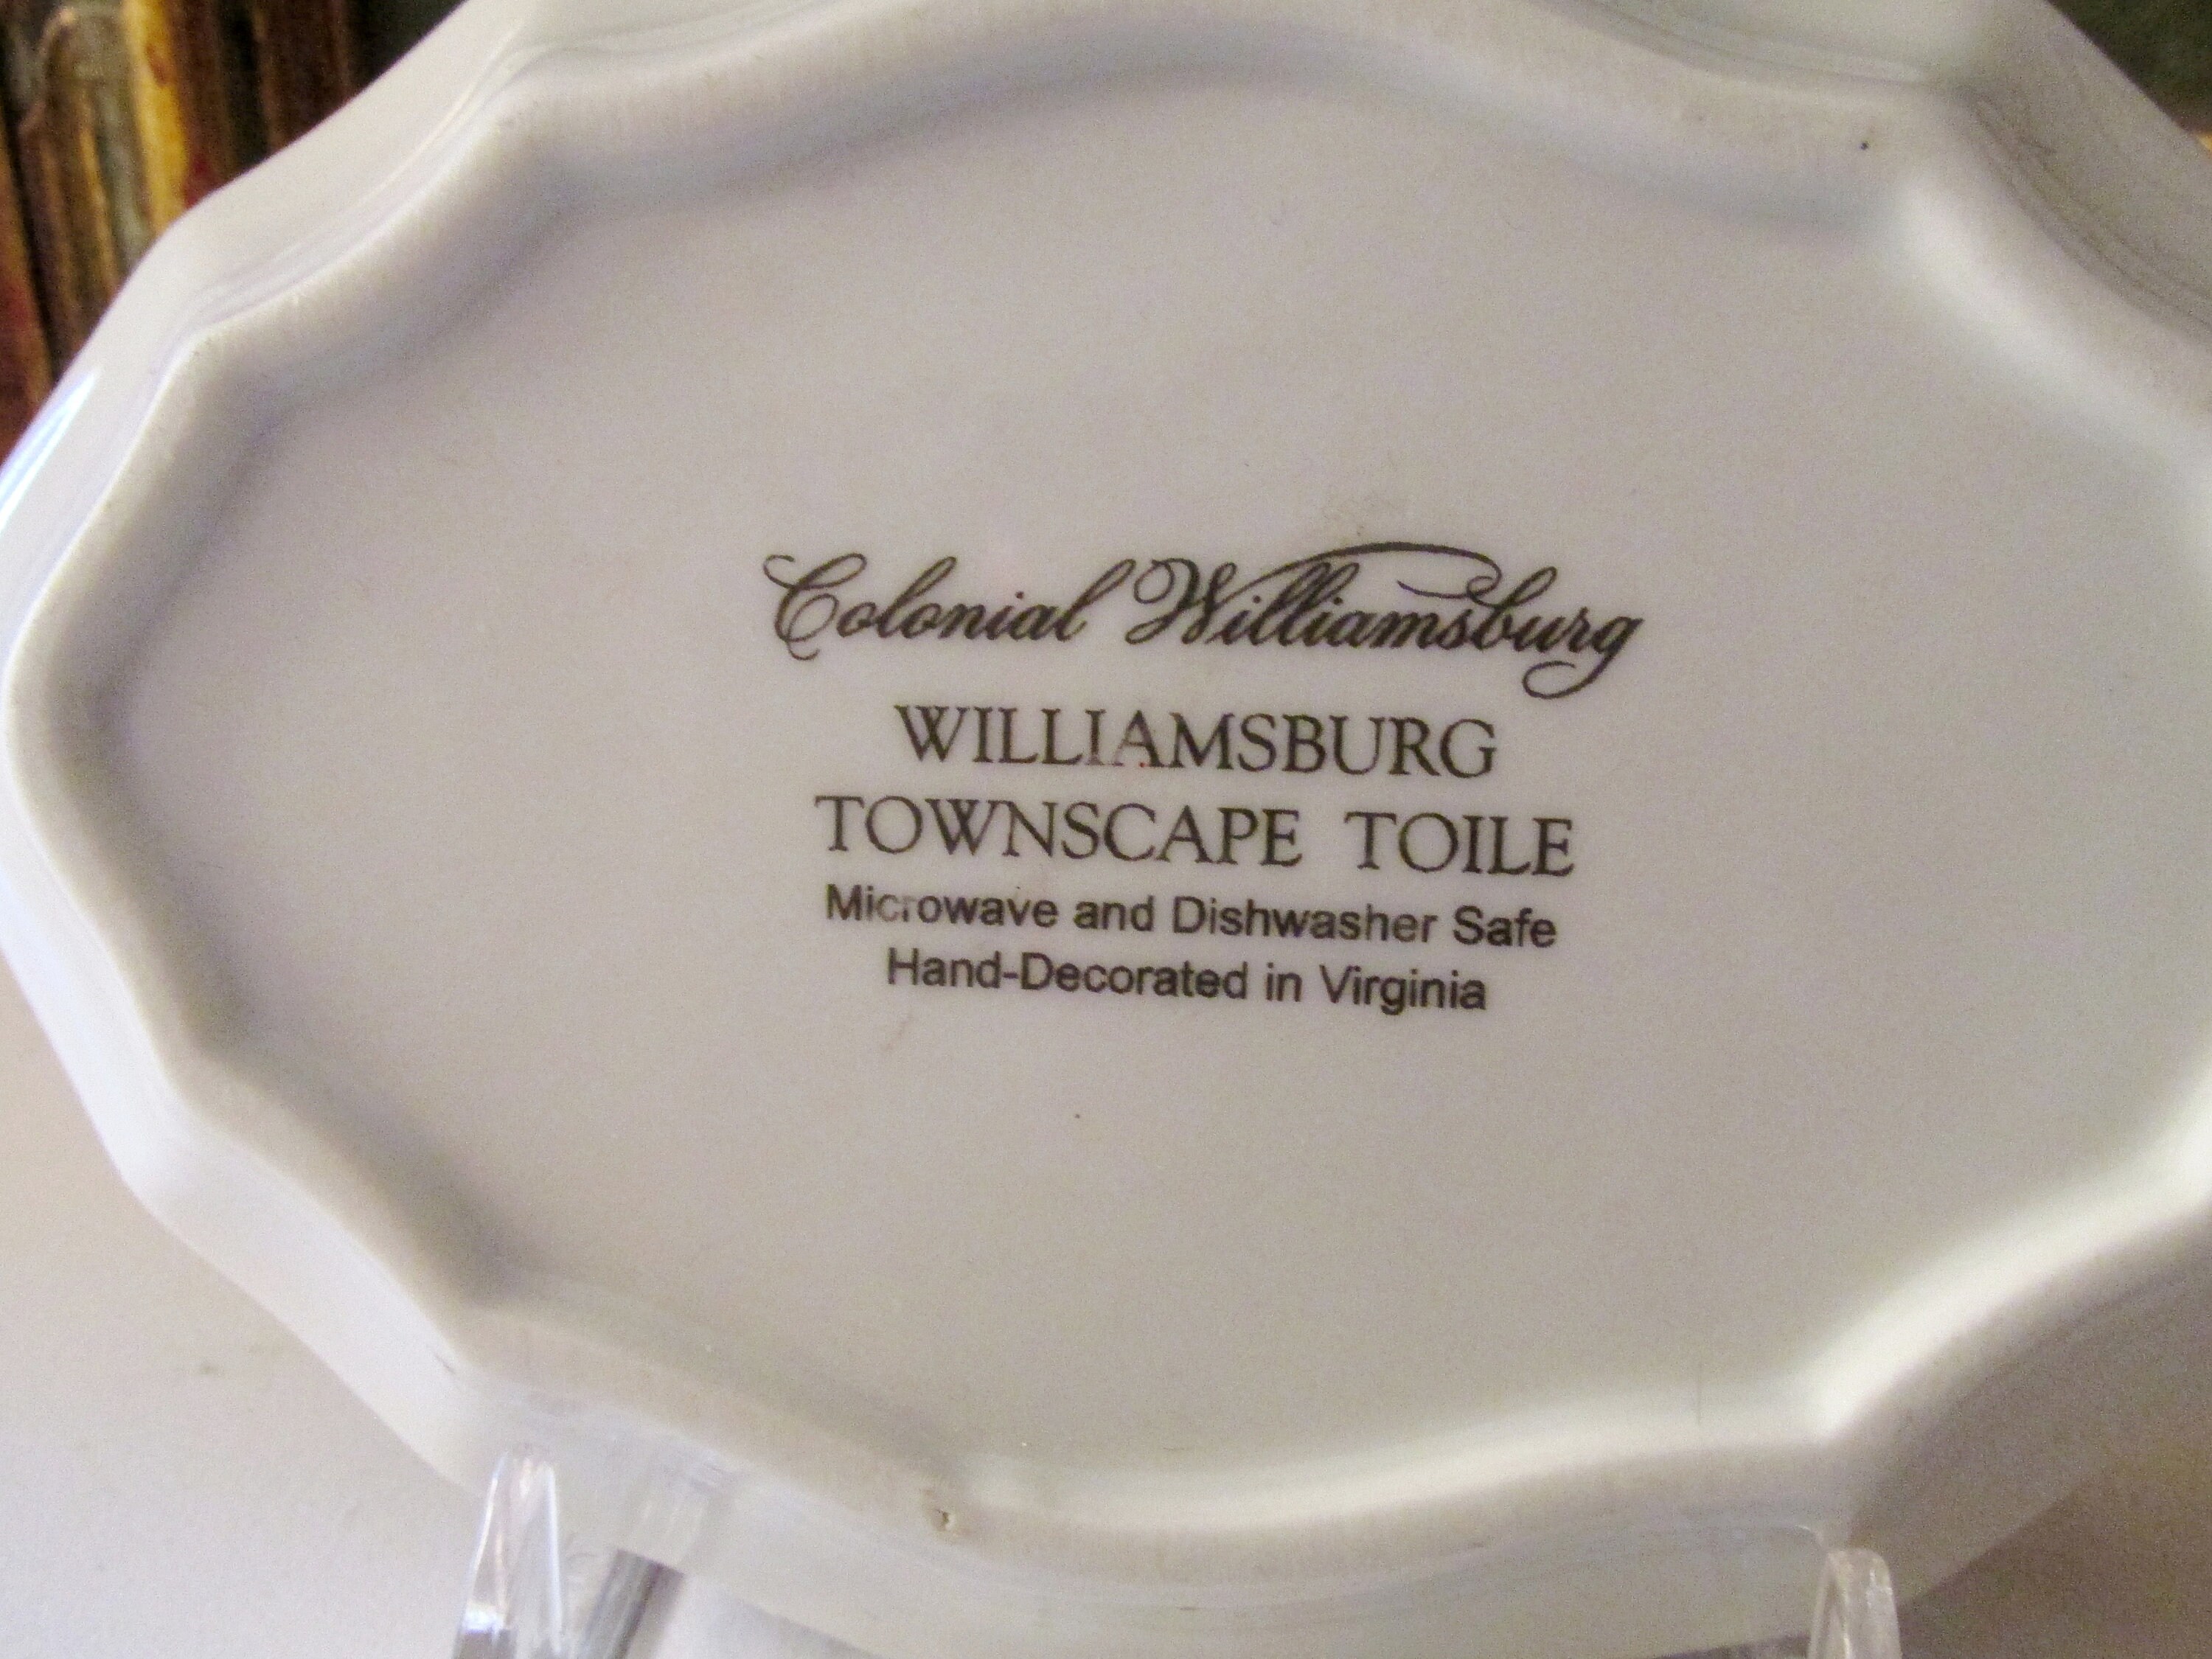 Colonial Williamsburg
WILLIAMSBURG
TOWNSCAPE TOILE
Microwave and Dishwasher Safe
Hand-Decorated in Virginia